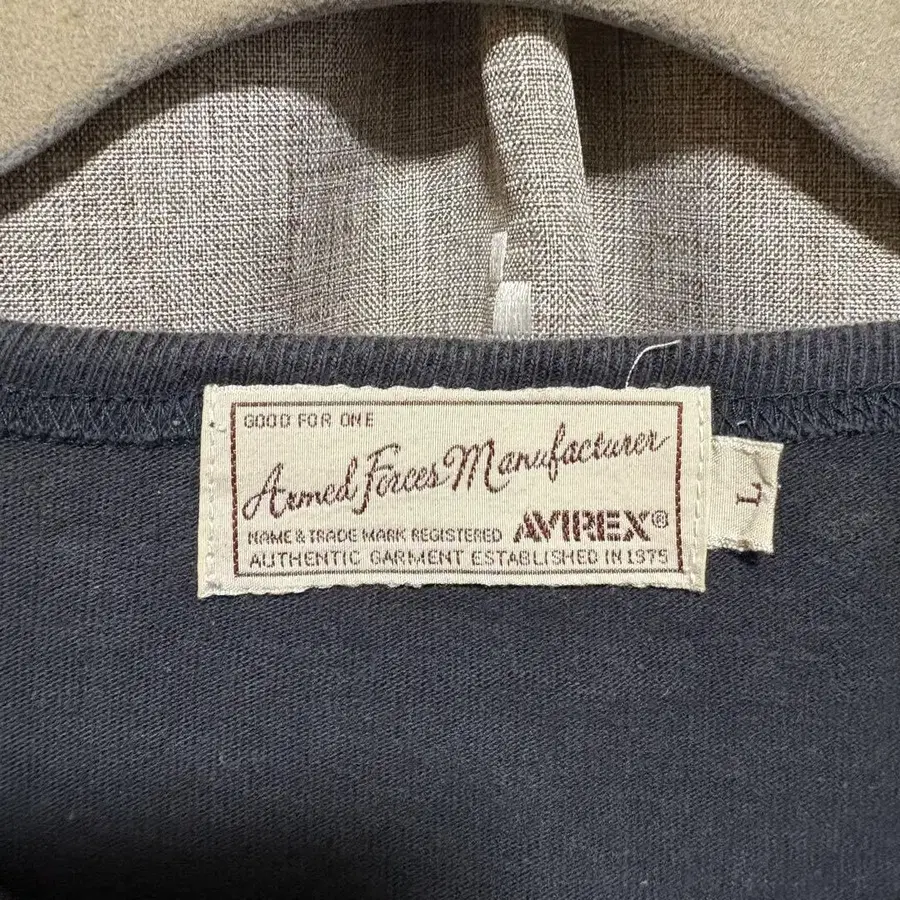 GOOD FOR ONE
Armed Forces Manufacturer
NAME & TRADE MARK REGISTERED AVIREX®
AUTHENTIC GARMENT ESTABLISHED IN 1975
L